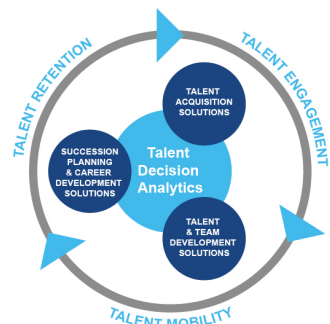 TALENT RETENTION
TALENT ENGAGEMENT
TALENT
ACQUISITION
SOLUTIONS
SUCCESSION
PLANNING
& CAREER
DEVELOPMENT
SOLUTIONS
Talent
Decision
Analytics
TALENT
& TEAM
DEVELOPMENT
SOLUTIONS
TALENT MOBILITY